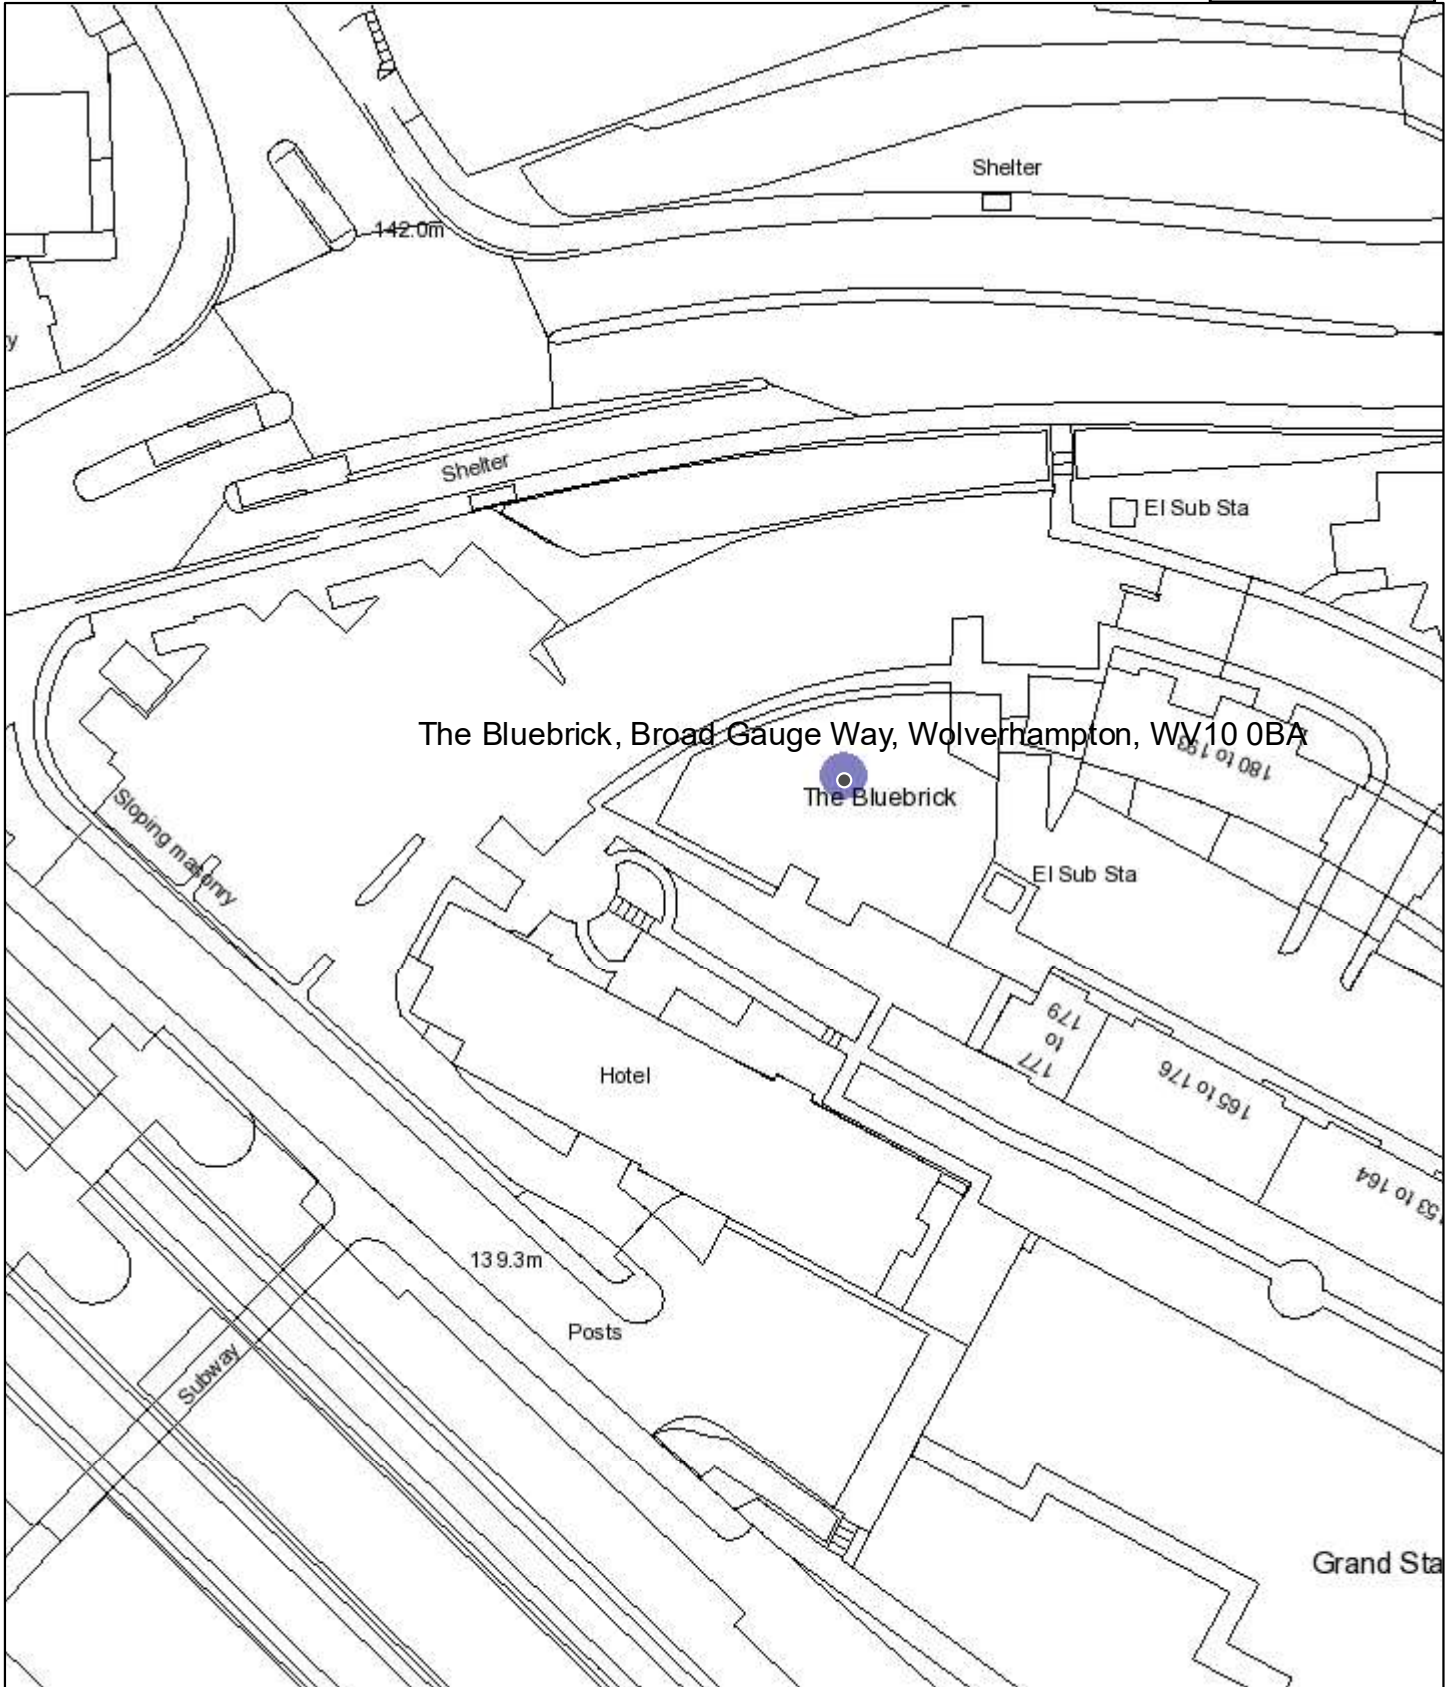 Shelter
142.0m
y
Shelter
El Sub Sta
The Bluebrick, Broad Gauge Way, Wolverhampton, WV10 0BA
180 to 193
The Bluebrick
Sloping masonry
El Sub Sta
179
to
177
165 to 176
153 to 164
Hotel
139.3m
Posts
Subway
Grand Sta